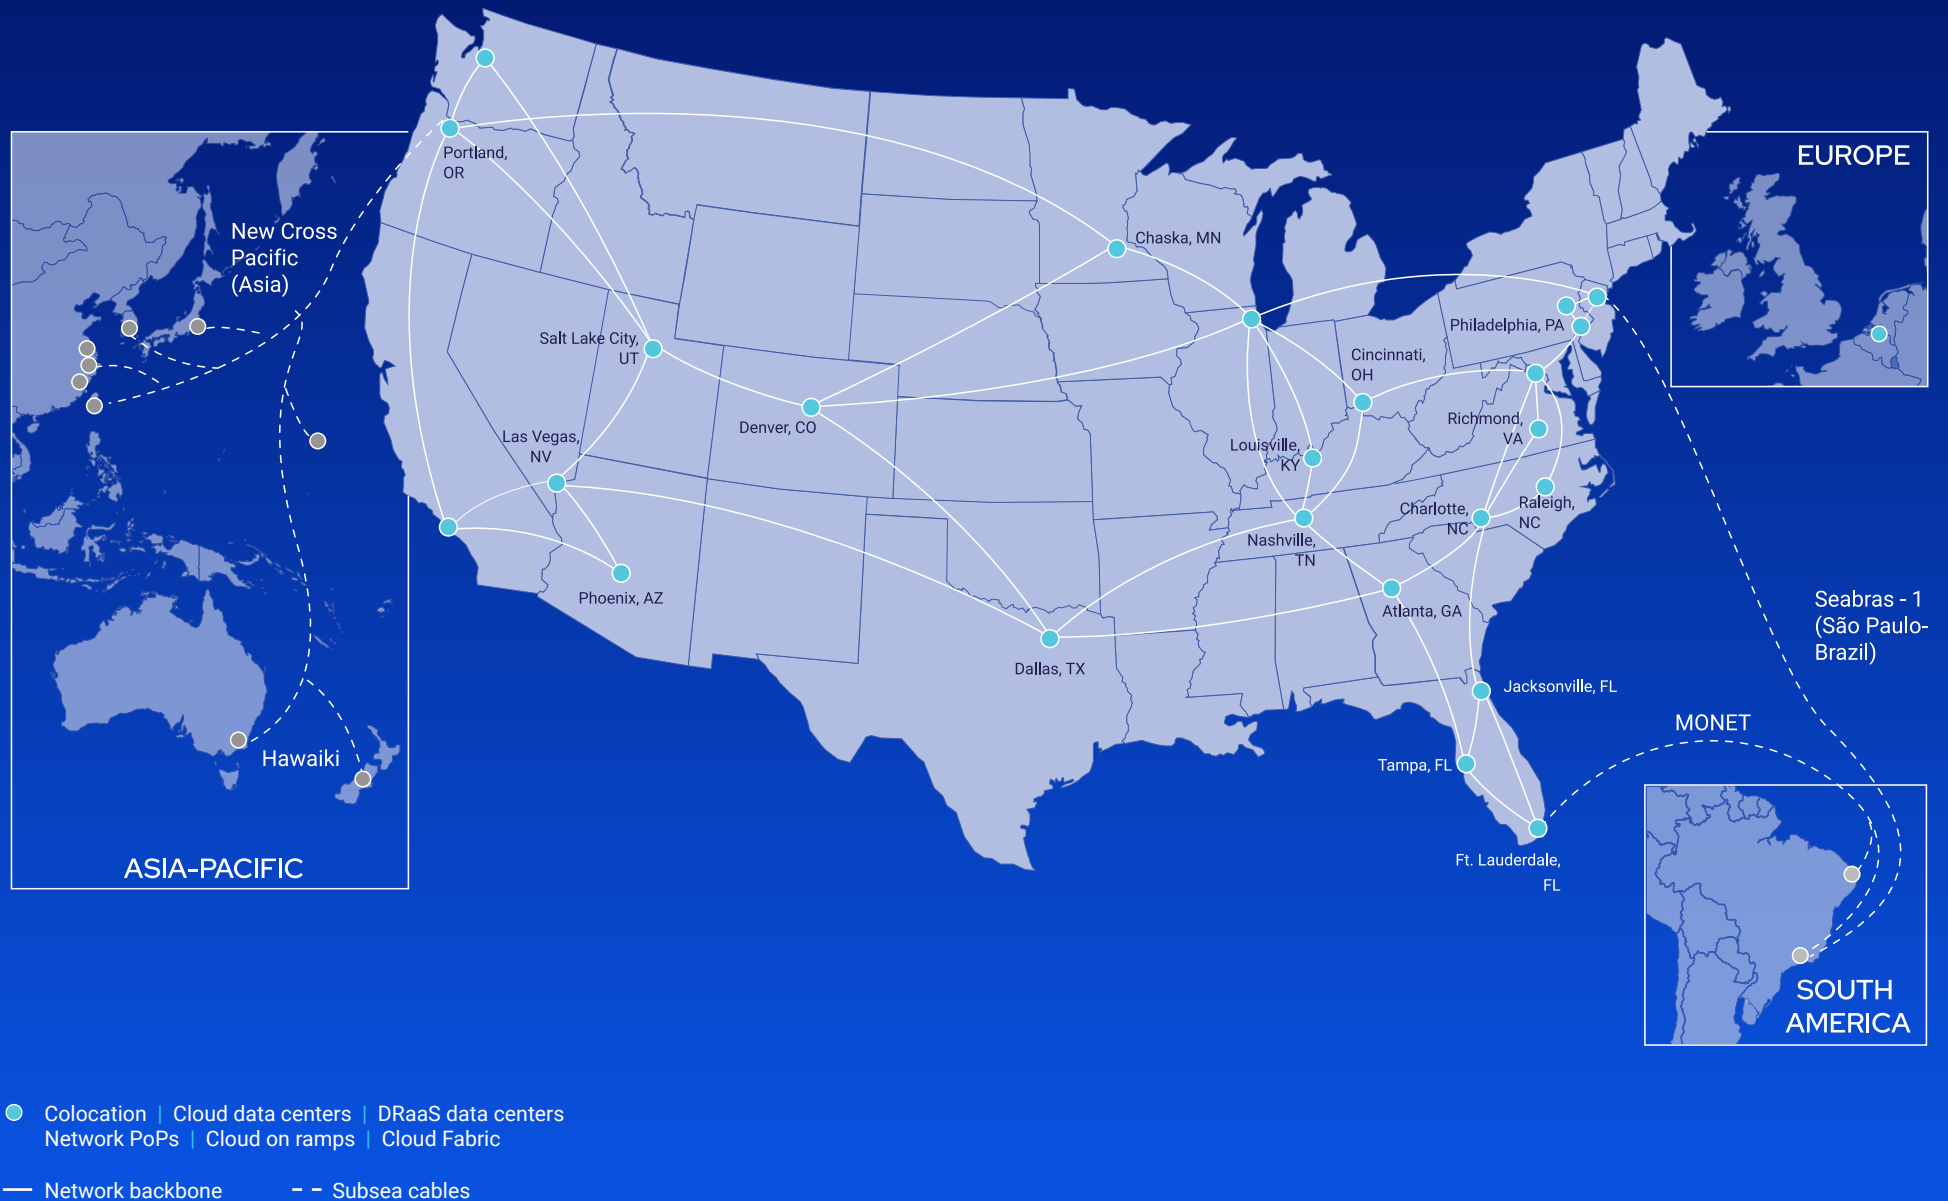 EUROPE
Portland,
OR
New Cross
Pacific
(Asia)
Chaska, MN
Philadelphia, PA
Salt Lake City,
UT
Cincinnati,
OH
Denver, CO
Richmond,
VA
Las Vegas,
NV
Louisville,
KY
Charlotte,
NC
Raleigh,
NC
Nashville,
TN
Phoenix, AZ
Atlanta, GA
Seabras - 1
(São Paulo-
Brazil)
Dallas, TX
Jacksonville, FL
MONET
Hawaiki
Tampa, FL
ASIA-PACIFIC
Ft. Lauderdale,
FL
SOUTH
AMERICA
Colocation | Cloud data centers | DRaaS data centers
Network PoPs | Cloud on ramps | Cloud Fabric
Network backbone
Subsea cables